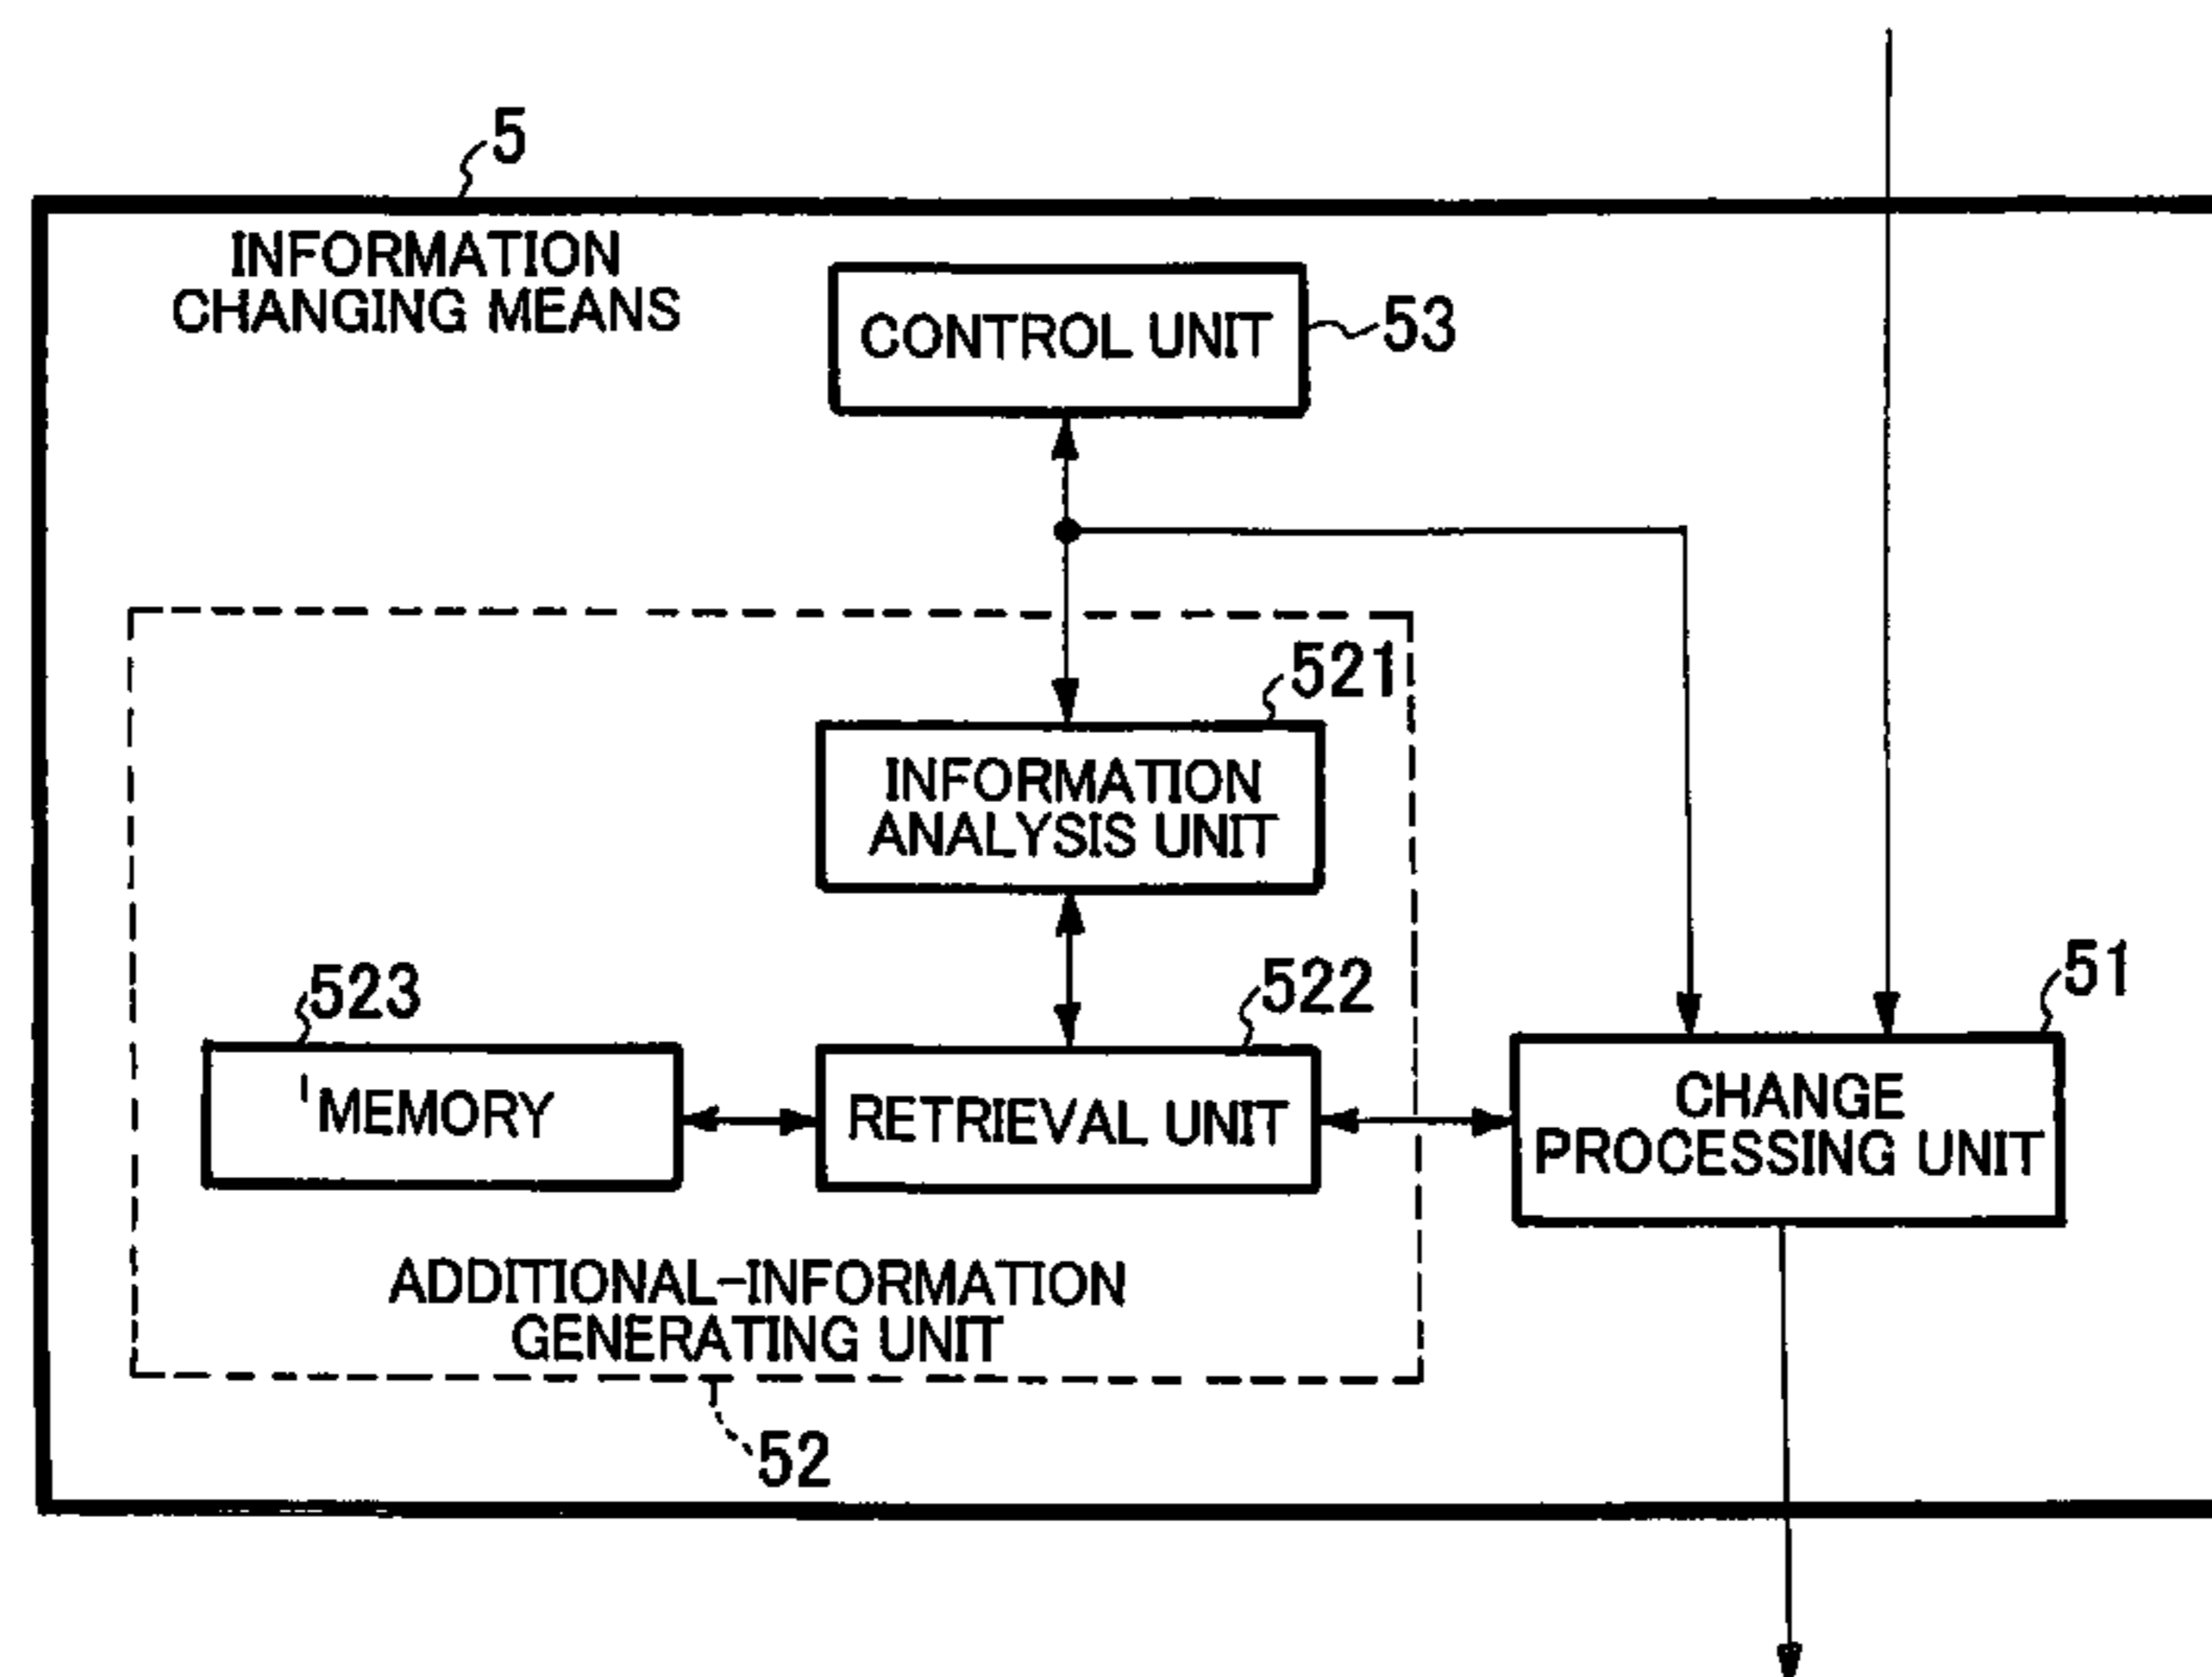 5
INFORMATION
CHANGING MEANS
CONTROL UNIT
53
521
INFORMATION
ANALYSIS UNIT
523
522
51
MEMORY
RETRIEVAL UNIT
CHANGE
PROCESSING UNIT
ADDITIONAL-INFORMATION
GENERATING UNIT
52